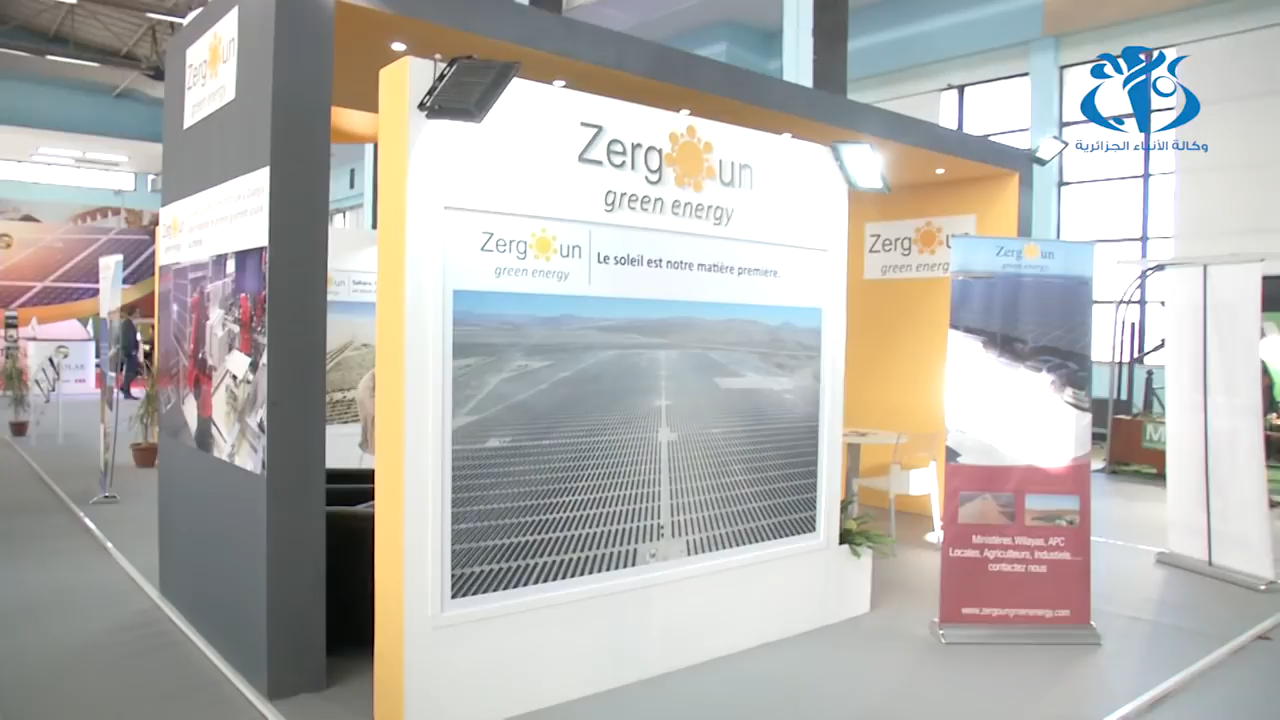 Zergoun
green energy
Zergoun
green energy
Le soleil est notre matière première.
Zergoun
green energy
Zergoun
green energy
Zergoun
green energy
Ministères, Wilayas, APC
Locales, Agriculteurs, Industiels....
contactez nous
www.zergoungreenenergy.com
وكالة الأنباء الجزائرية
M